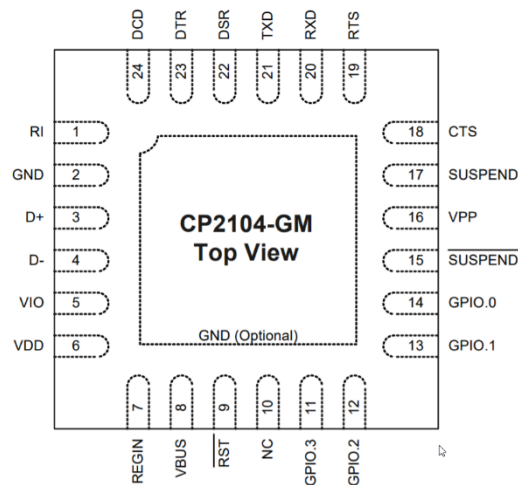 DCD
DTR
DSR
TXD
RXD
RTS
24
23
22
21
20
19
RI 1
GND 2
D+ 3
D- 4
VIO 5
VDD 6
18 CTS
17 SUSPEND
16 VPP
15 SUSPEND
14 GPIO.0
13 GPIO.1
CP2104-GM
Top View
GND (Optional)
7
8
9
10
11
12
REGIN
VBUS
RST
NC
GPIO.3
GPIO.2